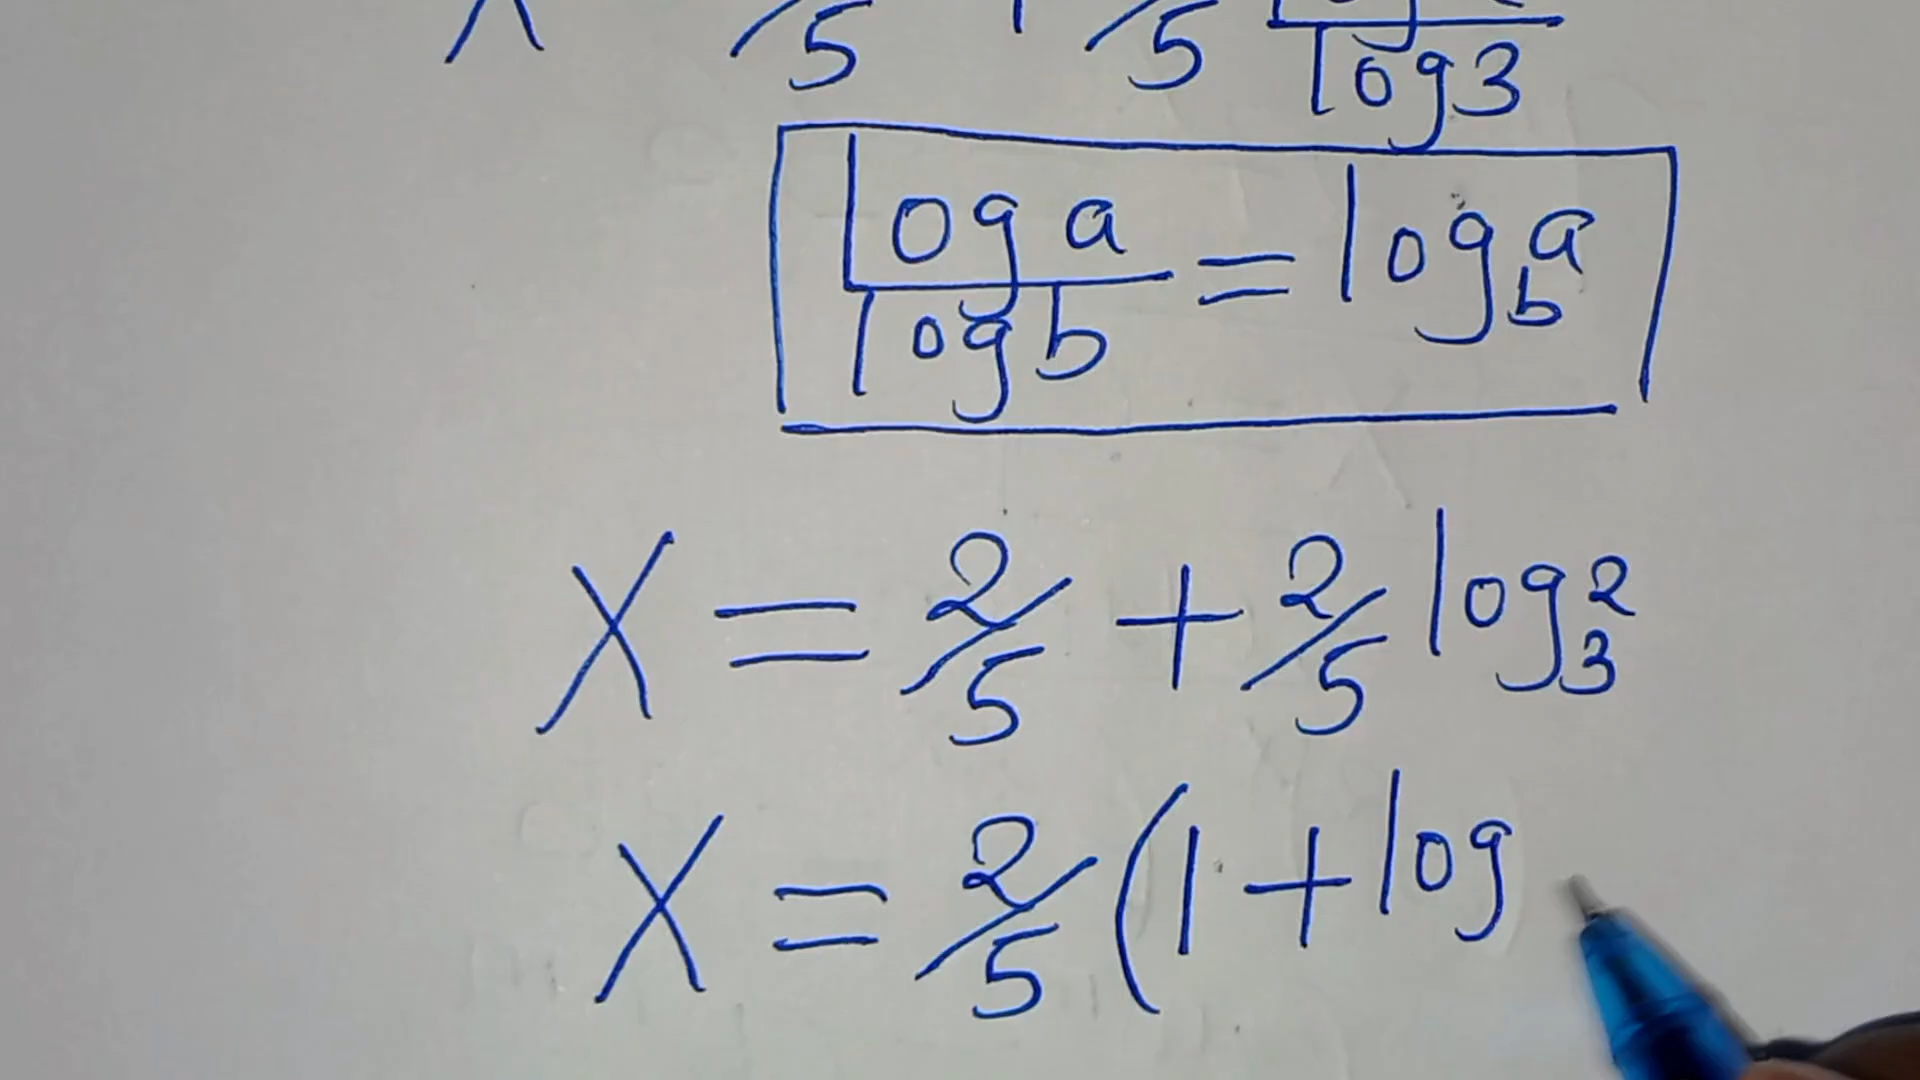 X /5 + /5 log3
log a / log b = log_b a
X = 2/5 + 2/5 log_3 2
X = 2/5 (1 + log